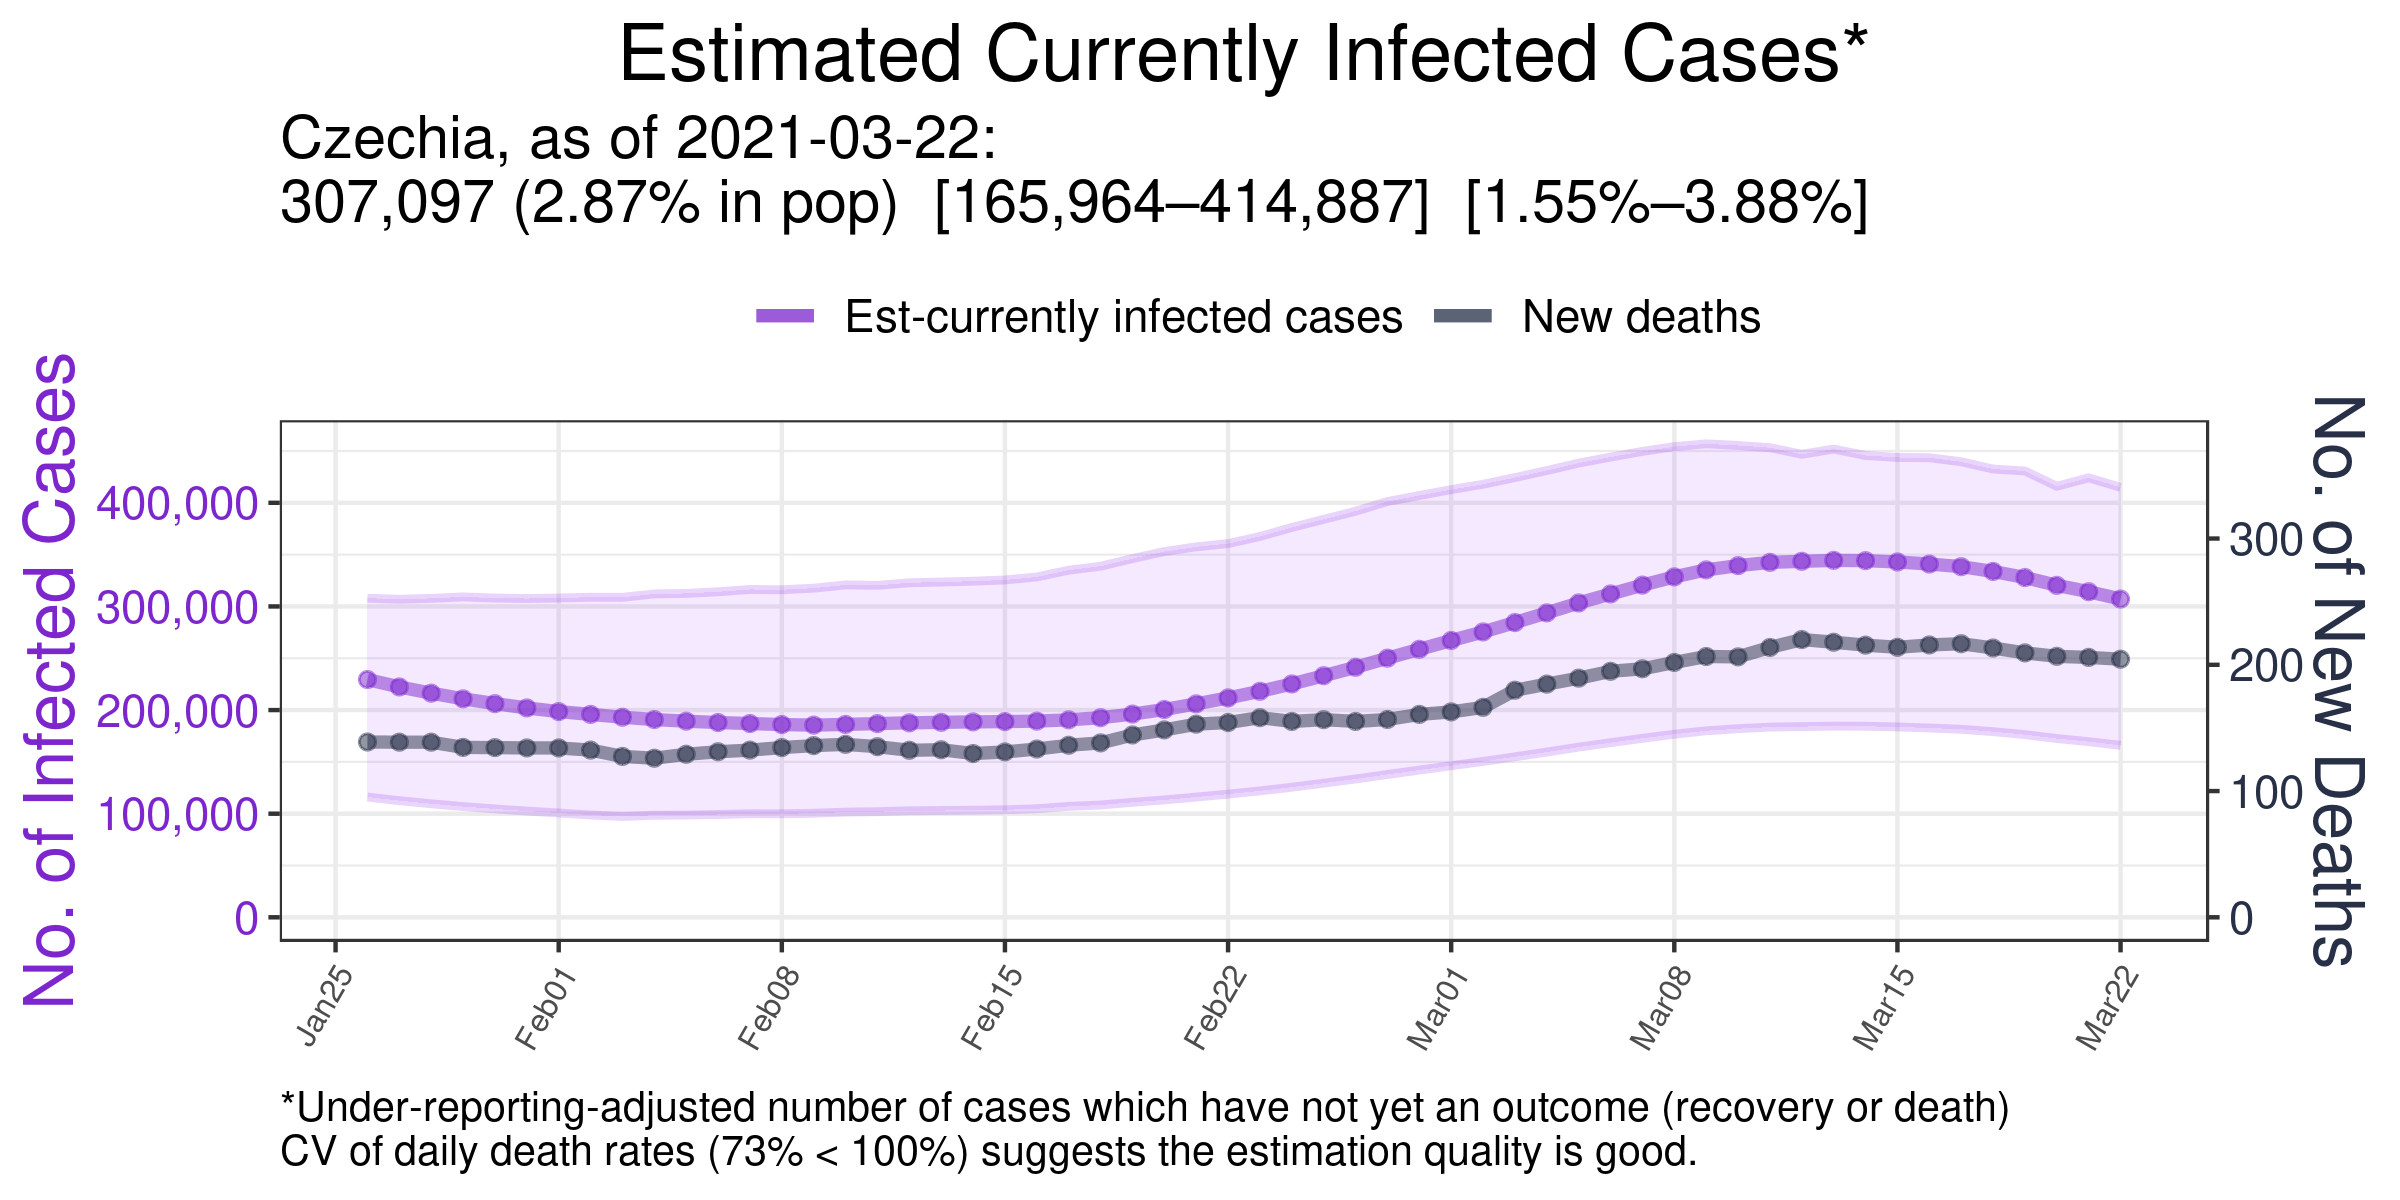 Estimated Currently Infected Cases*
Czechia, as of 2021-03-22:
307,097 (2.87% in pop)  [165,964–414,887]  [1.55%–3.88%]
Est-currently infected cases
New deaths
No. of Infected Cases
400,000
300,000
200,000
100,000
0
300
200
100
0
No. of New Deaths
Jan25
Feb01
Feb08
Feb15
Feb22
Mar01
Mar08
Mar15
Mar22
*Under-reporting-adjusted number of cases which have not yet an outcome (recovery or death)
CV of daily death rates (73% < 100%) suggests the estimation quality is good.